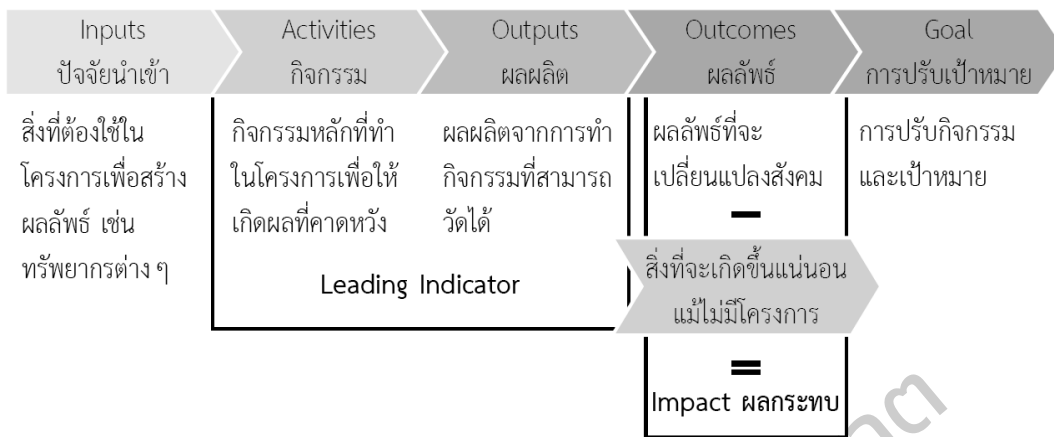 Inputs
ปัจจัยนำเข้า
Activities
กิจกรรม
Outputs
ผลผลิต
Outcomes
ผลลัพธ์
Goal
การปรับเป้าหมาย
สิ่งที่ต้องใช้ใน
โครงการเพื่อสร้าง
ผลลัพธ์ เช่น
ทรัพยากรต่าง ๆ
กิจกรรมหลักที่ทำ
ในโครงการเพื่อให้
เกิดผลที่คาดหวัง
ผลผลิตจากการทำ
กิจกรรมที่สามารถ
วัดได้
Leading Indicator
ผลลัพธ์ที่จะ
เปลี่ยนแปลงสังคม
–
สิ่งที่จะเกิดขึ้นแน่นอน
แม้ไม่มีโครงการ
=
Impact ผลกระทบ
การปรับกิจกรรม
และเป้าหมาย